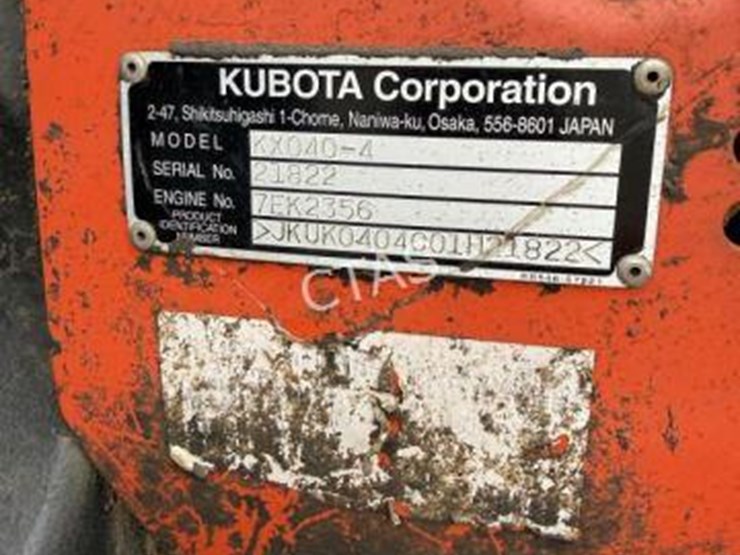 KUBOTA Corporation
2-47, Shikitsuhigashi 1-Chome, Naniwa-ku, Osaka, 556-8601 JAPAN
MODEL KX040-4
SERIAL No. 21822
ENGINE No. 7EK2356
PRODUCT
IDENTIFICATION
NUMBER >JKUK0404C01H21822<
CTAS